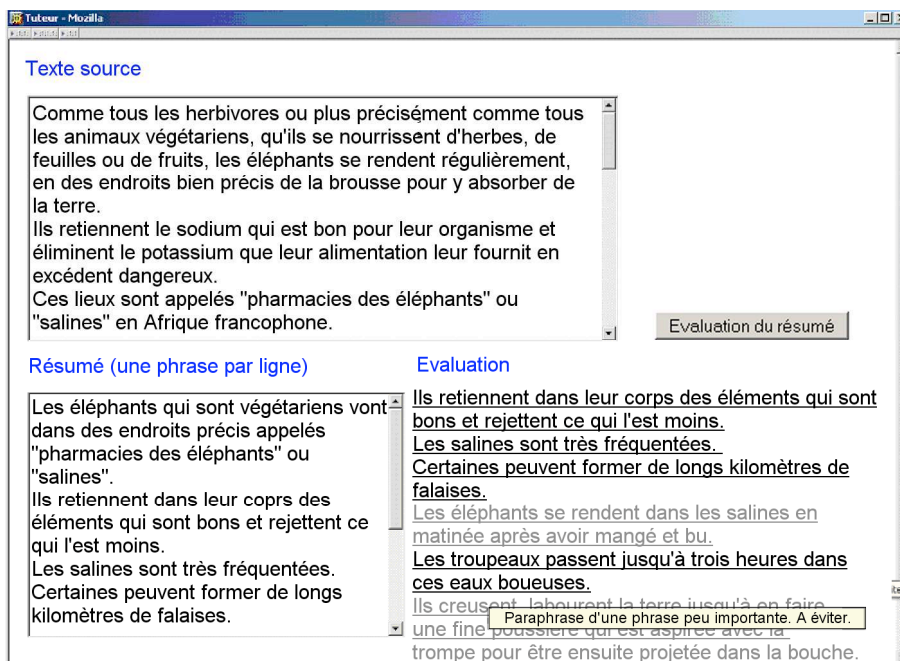 Tuteur - Mozilla
Texte source
Comme tous les herbivores ou plus précisément comme tous
les animaux végétariens, qu'ils se nourrissent d'herbes, de
feuilles ou de fruits, les éléphants se rendent régulièrement,
en des endroits bien précis de la brousse pour y absorber de
la terre.
Ils retiennent le sodium qui est bon pour leur organisme et
éliminent le potassium que leur alimentation leur fournit en
excédent dangereux.
Ces lieux sont appelés "pharmacies des éléphants" ou
"salines" en Afrique francophone.
Evaluation du résumé
Résumé (une phrase par ligne)
Les éléphants qui sont végétariens vont
dans des endroits précis appelés
"pharmacies des éléphants" ou
"salines".
Ils retiennent dans leur coprs des
éléments qui sont bons et rejettent ce
qui l'est moins.
Les salines sont très fréquentées.
Certaines peuvent former de longs
kilomètres de falaises.
Evaluation
Ils retiennent dans leur corps des éléments qui sont
bons et rejettent ce qui l'est moins.
Les salines sont très fréquentées.
Certaines peuvent former de longs kilomètres de
falaises.
Les éléphants se rendent dans les salines en
matinée après avoir mangé et bu.
Les troupeaux passent jusqu'à trois heures dans
ces eaux boueuses.
Ils creusent, labourent la terre jusqu'à en faire
une fine poussière qui est aspirée avec la
trompe pour être ensuite projetée dans la bouche.
Paraphrase d'une phrase peu importante. A éviter.